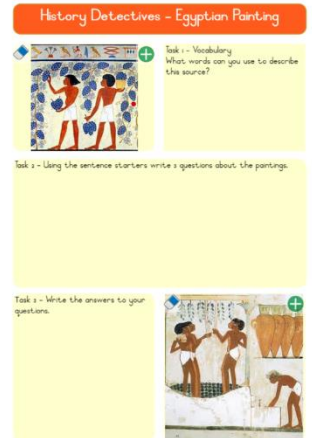 History Detectives - Egyptian Painting
Task 1 - Vocabulary
What words can you use to describe
this source?
Task 2 - Using the sentence starters write 3 questions about the paintings.
Task 3 - Write the answers to your
questions.